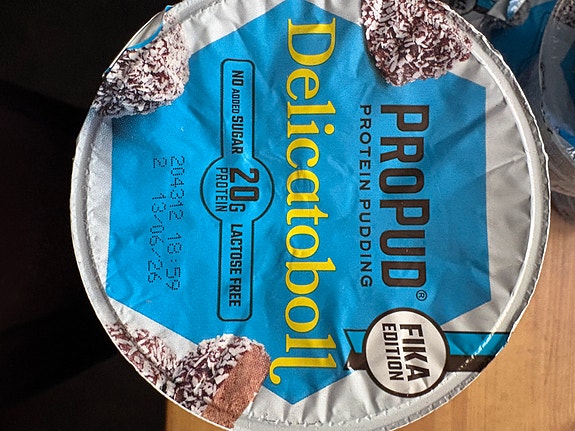 PROPUD®
PROTEIN PUDDING
Delicatoboll
NO ADDED SUGAR
20G
PROTEIN
LACTOSE FREE
204312 18:59
2 13/06/26
FIKA
EDITION